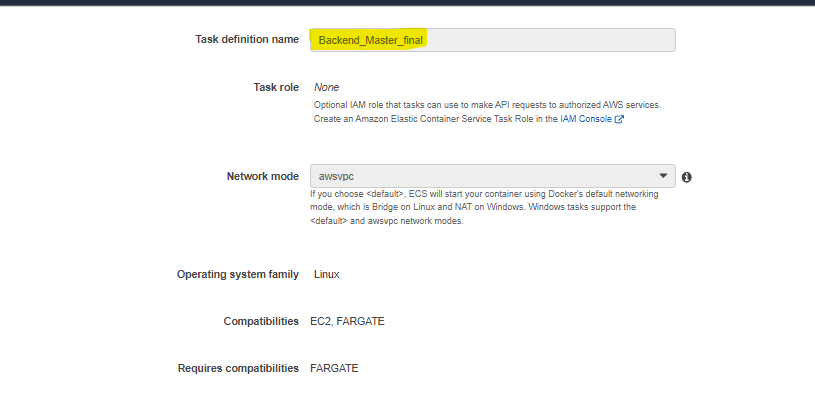 Task definition name Backend_Master_final
Task role None
Optional IAM role that tasks can use to make API requests to authorized AWS services.
Create an Amazon Elastic Container Service Task Role in the IAM Console
Network mode awsvpc
If you choose <default>, ECS will start your container using Docker's default networking
mode, which is Bridge on Linux and NAT on Windows. Windows tasks support the
<default> and awsvpc network modes.
Operating system family Linux
Compatibilities EC2, FARGATE
Requires compatibilities FARGATE